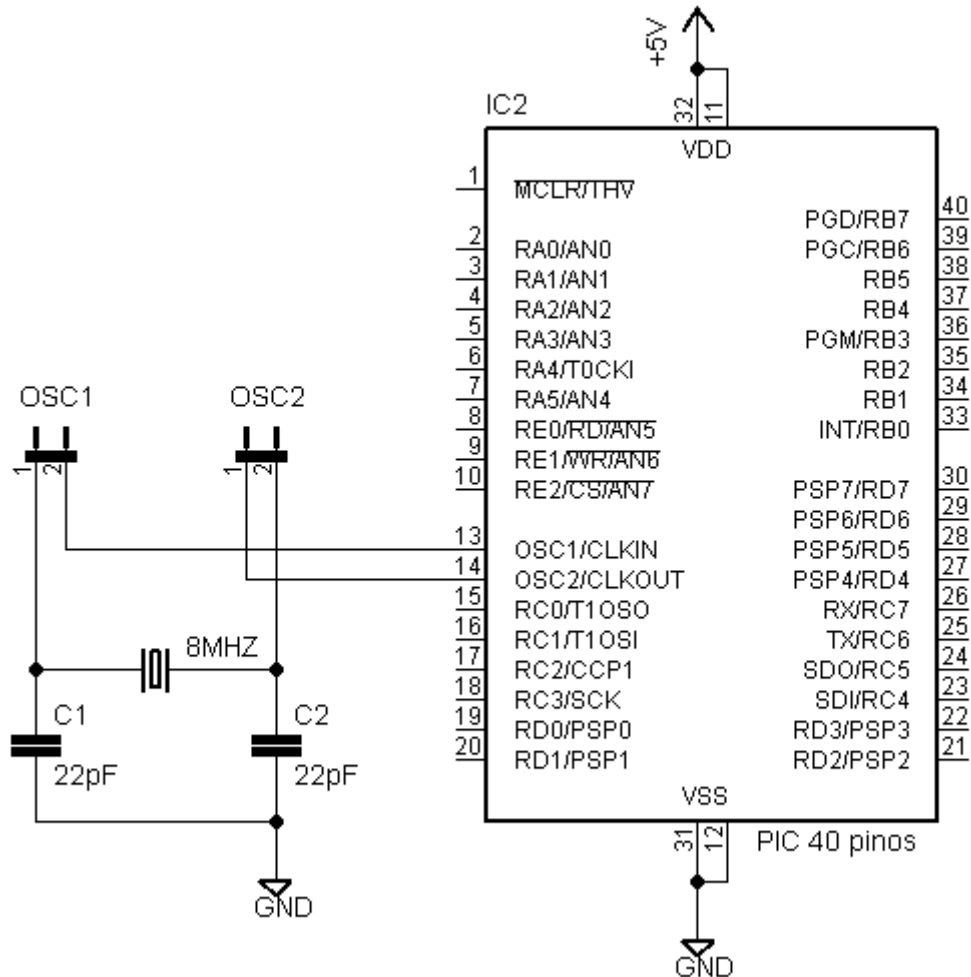 +5V
IC2
32
11
VDD
1
MCLR/THV
PGD/RB7
40
2
RA0/AN0
PGC/RB6
39
3
RA1/AN1
RB5
38
4
RA2/AN2
RB4
37
5
RA3/AN3
PGM/RB3
36
6
RA4/T0CKI
RB2
35
7
RA5/AN4
RB1
34
8
RE0/RD/AN5
INT/RB0
33
9
RE1/WR/AN6
10
RE2/CS/AN7
PSP7/RD7
30
PSP6/RD6
29
13
OSC1/CLKIN
PSP5/RD5
28
14
OSC2/CLKOUT
PSP4/RD4
27
15
RC0/T1OSO
RX/RC7
26
16
RC1/T1OSI
TX/RC6
25
17
RC2/CCP1
SDO/RC5
24
18
RC3/SCK
SDI/RC4
23
19
RD0/PSP0
RD3/PSP3
22
20
RD1/PSP1
RD2/PSP2
21
VSS
31
12
PIC 40 pinos
GND
OSC1
1
2
OSC2
1
2
8MHZ
C1
22pF
C2
22pF
GND